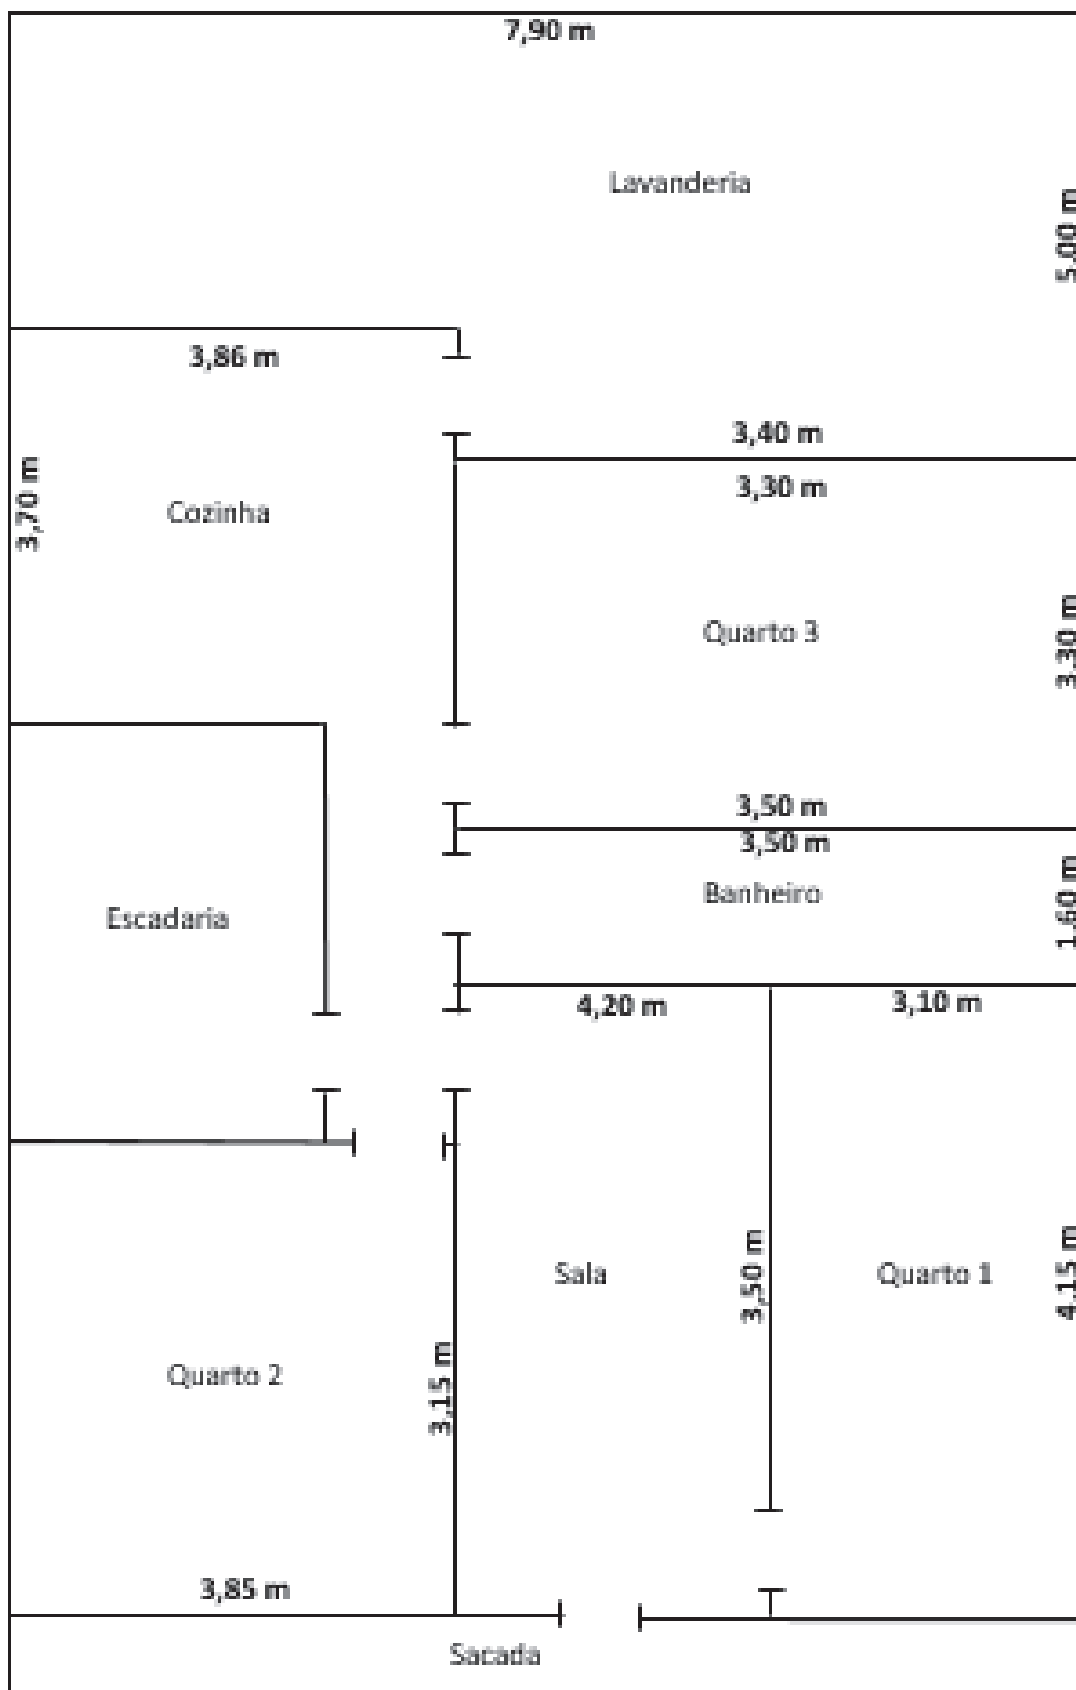 7,90 m
Lavanderia
5,00 m
3,86 m
3,40 m
3,30 m
3,70 m
Cozinha
Quarto 3
3,30 m
3,50 m
3,50 m
Banheiro
1,60 m
Escadaria
4,20 m
3,10 m
Sala
3,50 m
Quarto 1
4,15 m
Quarto 2
3,15 m
3,85 m
Sacada